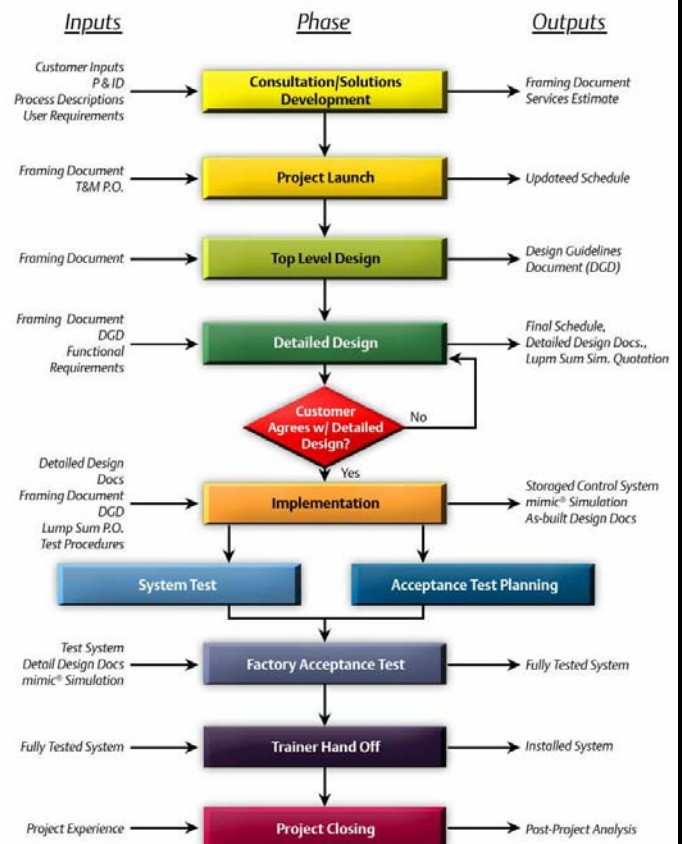 Inputs
Phase
Outputs
Customer Inputs
P & ID
Process Descriptions
User Requirements
Consultation/Solutions
Development
Framing Document
Services Estimate
Framing Document
T&M P.O.
Project Launch
Updateed Schedule
Framing Document
Top Level Design
Design Guidelines
Document (DGD)
Framing Document
DGD
Functional
Requirements
Detailed Design
Final Schedule,
Detailed Design Docs.,
Lupm Sum Sim. Quotation
Customer
Agrees w/ Detailed
Design?
No
Yes
Detailed Design
Docs
Framing Document
DGD
Lump Sum P.O.
Test Procedures
Implementation
Storaged Control System
mimic® Simulation
As-built Design Docs
System Test
Acceptance Test Planning
Test System
Detail Design Docs
mimic® Simulation
Factory Acceptance Test
Fully Tested System
Fully Tested System
Trainer Hand Off
Installed System
Project Experience
Project Closing
Post-Project Analysis